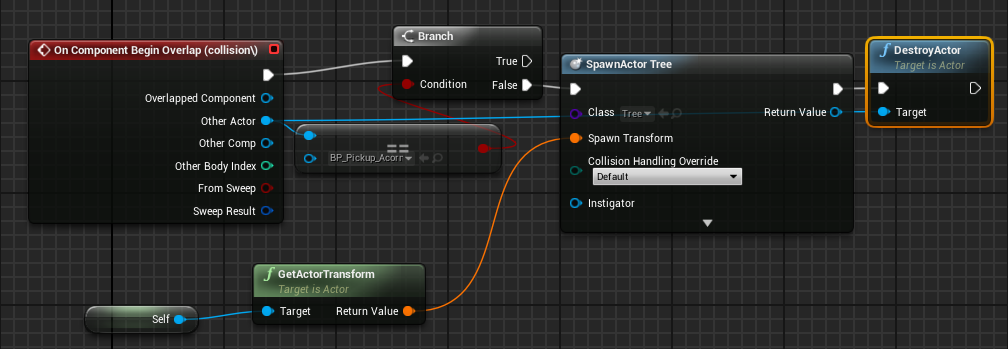 On Component Begin Overlap (collision\)
Overlapped Component
Other Actor
Other Comp
Other Body Index
From Sweep
Sweep Result
Branch
True
Condition
False
==
BP_Pickup_Acorn
SpawnActor Tree
Class
Tree
Return Value
Spawn Transform
Collision Handling Override
Default
Instigator
f DestroyActor
Target is Actor
Target
f GetActorTransform
Target is Actor
Target
Return Value
Self